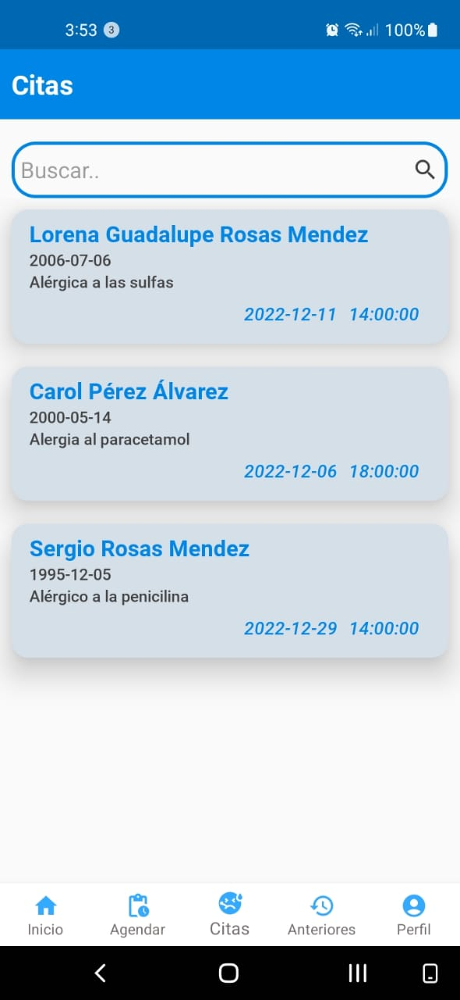 3:53 3 100%
Citas
Buscar..
Lorena Guadalupe Rosas Mendez
2006-07-06
Alérgica a las sulfas
2022-12-11 14:00:00
Carol Pérez Álvarez
2000-05-14
Alergia al paracetamol
2022-12-06 18:00:00
Sergio Rosas Mendez
1995-12-05
Alérgico a la penicilina
2022-12-29 14:00:00
Inicio Agendar Citas Anteriores Perfil